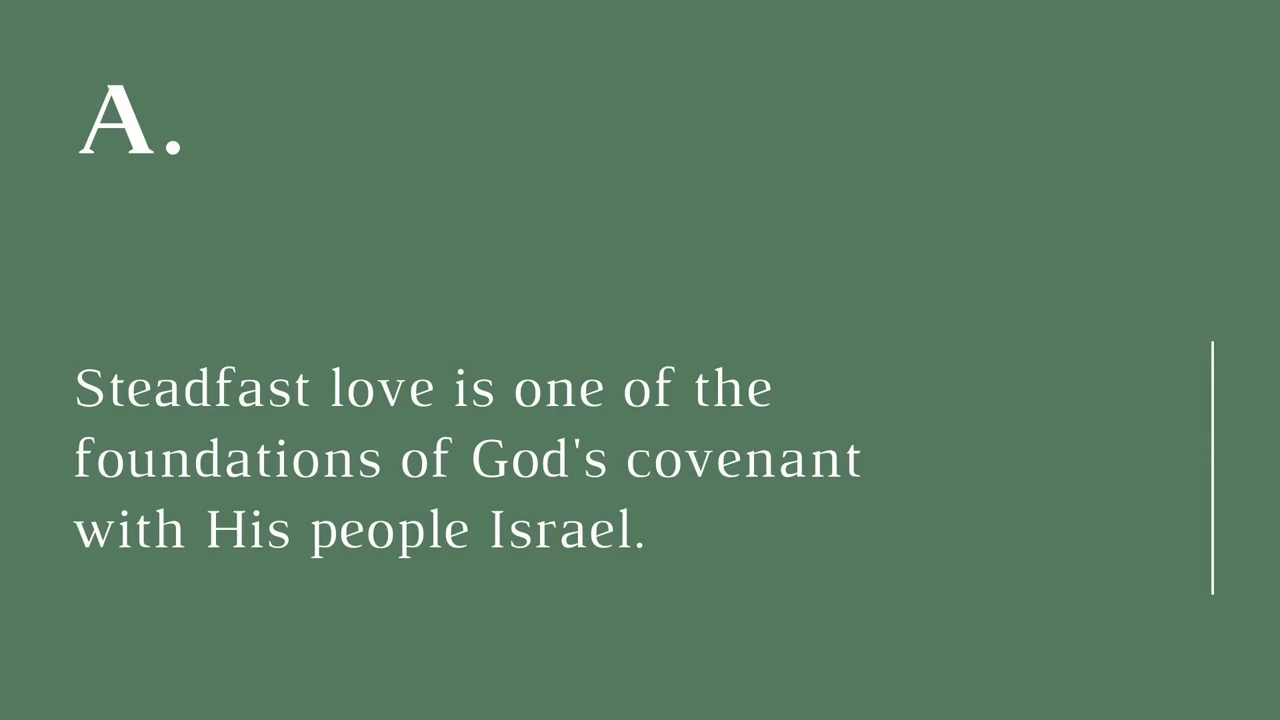 A.
Steadfast love is one of the
foundations of God's covenant
with His people Israel.